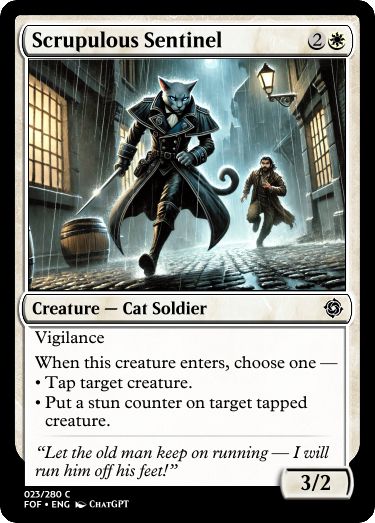 Scrupulous Sentinel 2
Creature — Cat Soldier
Vigilance
When this creature enters, choose one —
• Tap target creature.
• Put a stun counter on target tapped
creature.
“Let the old man keep on running — I will
run him off his feet!”
3/2
023/280 C
FOF • ENG ChatGPT